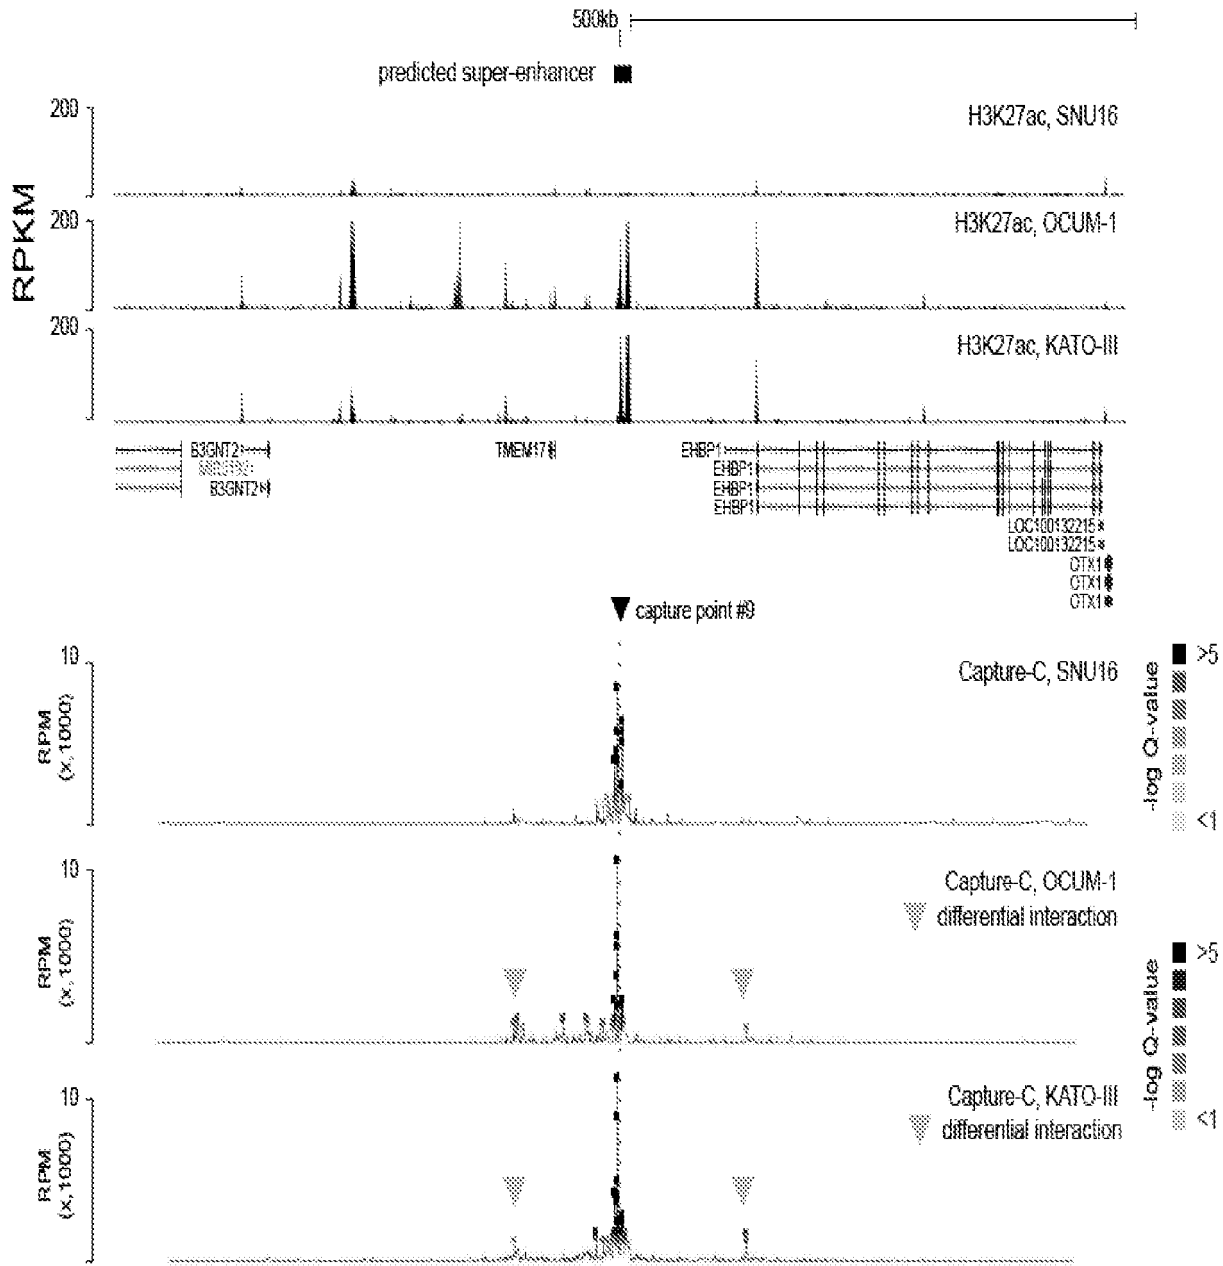 500kb
predicted super-enhancer
200
H3K27ac, SNU16
RPKM
200
H3K27ac, OCUM-1
200
H3K27ac, KATO-III
B3GNT2
TMEM17
EHBP1
EHBP1
B3GNT2
EHBP1
EHBP1
LOC100132215
LOC100132215
OTX1
OTX1
OTX1
capture point #9
10
Capture-C, SNU16
RPM
(x,1000)
-log Q-value
>5
<1
10
Capture-C, OCUM-1
differential interaction
RPM
(x,1000)
-log Q-value
>5
<1
10
Capture-C, KATO-III
differential interaction
RPM
(x,1000)